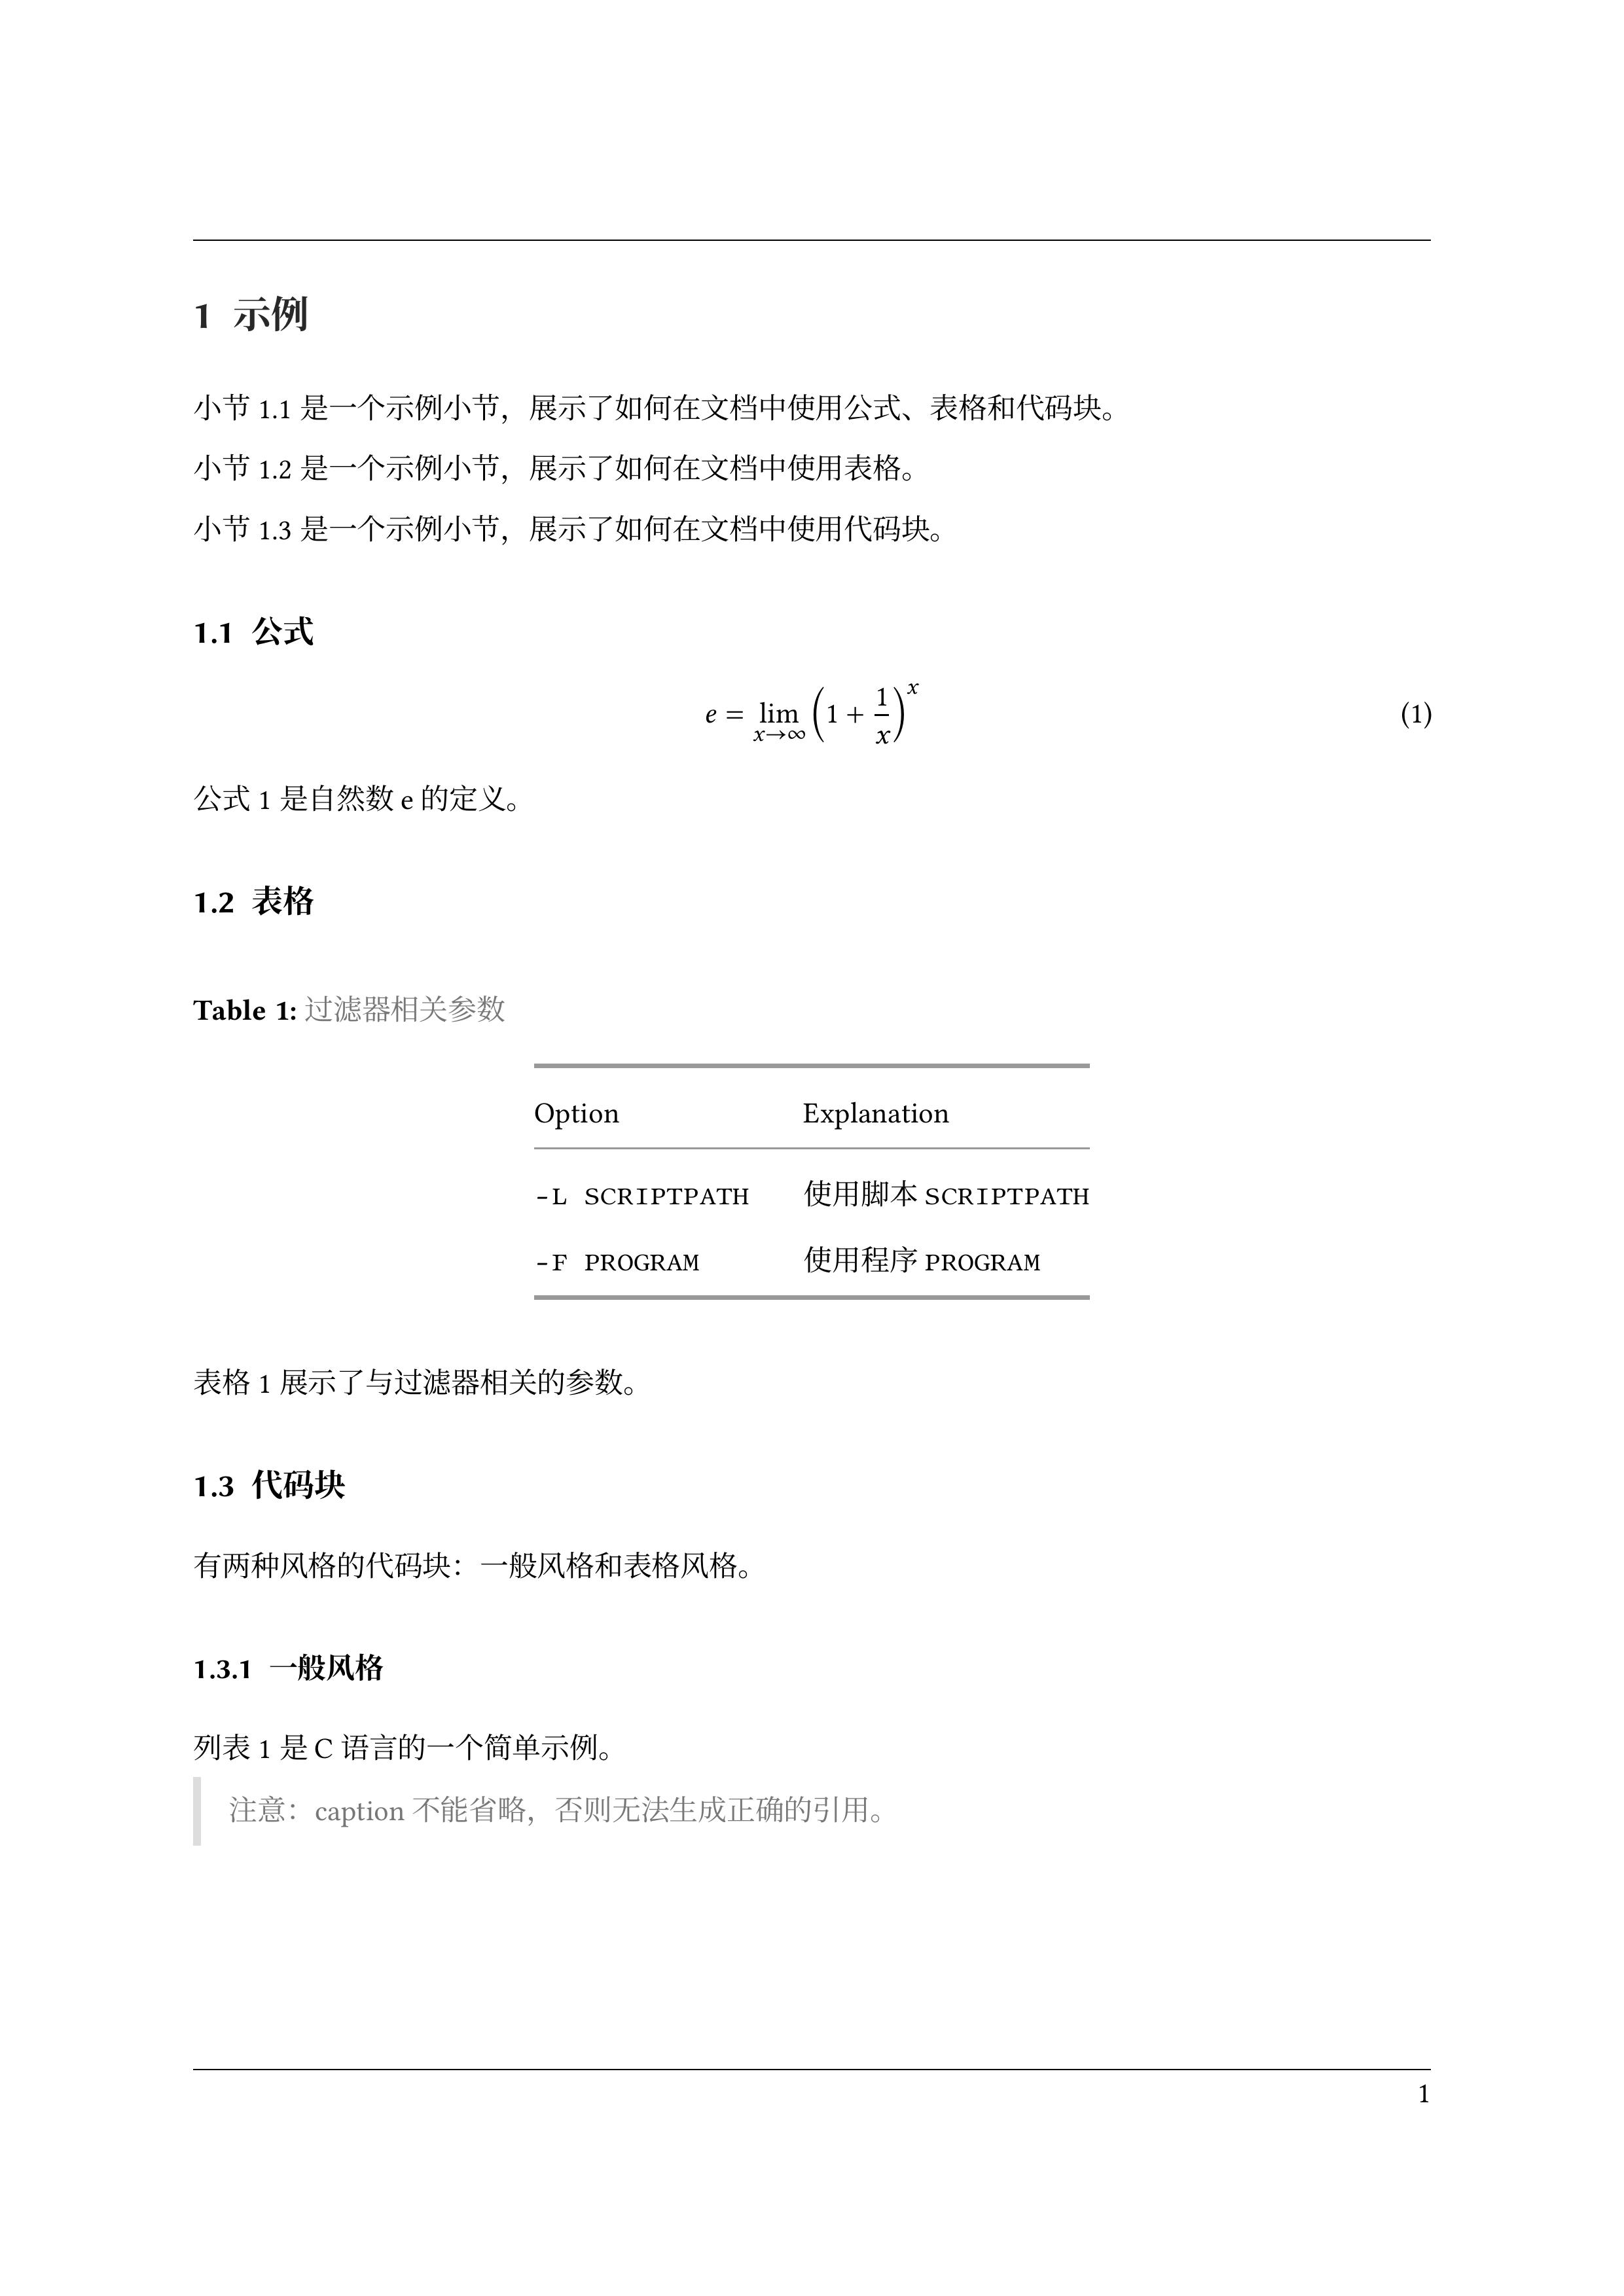 1 示例
小节 1.1 是一个示例小节，展示了如何在文档中使用公式、表格和代码块。
小节 1.2 是一个示例小节，展示了如何在文档中使用表格。
小节 1.3 是一个示例小节，展示了如何在文档中使用代码块。
1.1 公式
e = lim_{x→∞} (1 + 1/x)^x (1)
公式 1 是自然数 e 的定义。
1.2 表格
Table 1: 过滤器相关参数
Option Explanation
-L SCRIPTPATH 使用脚本 SCRIPTPATH
-F PROGRAM 使用程序 PROGRAM
表格 1 展示了与过滤器相关的参数。
1.3 代码块
有两种风格的代码块：一般风格和表格风格。
1.3.1 一般风格
列表 1 是 C 语言的一个简单示例。
注意：caption 不能省略，否则无法生成正确的引用。
1